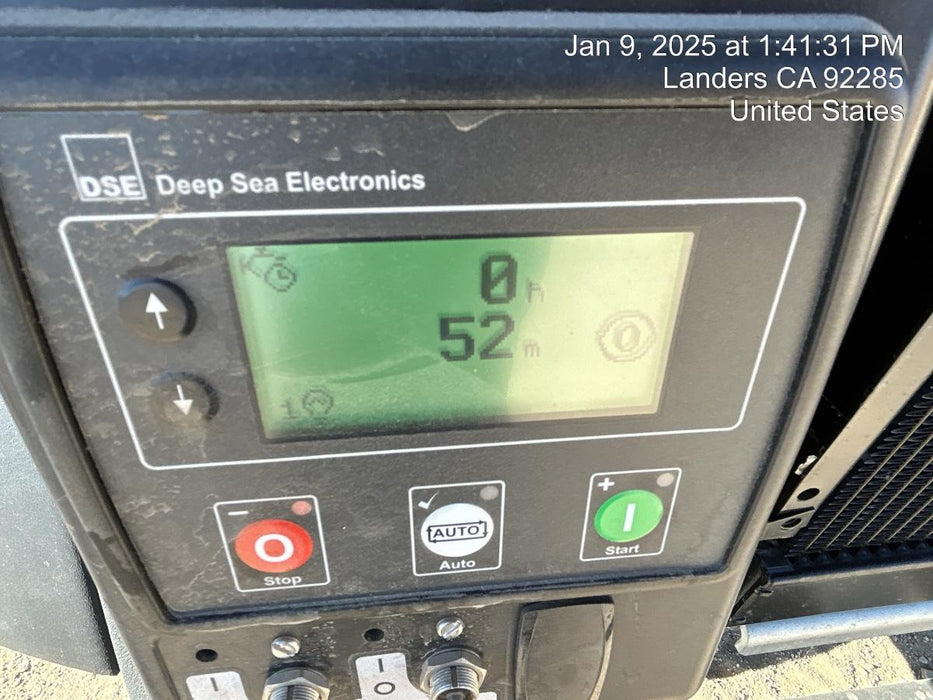 Jan 9, 2025 at 1:41:31 PM
Landers CA 92285
United States
DSE Deep Sea Electronics
0 h
52 m
0
i
− O Stop
✓ AUTO Auto
+ I Start
I
I
O